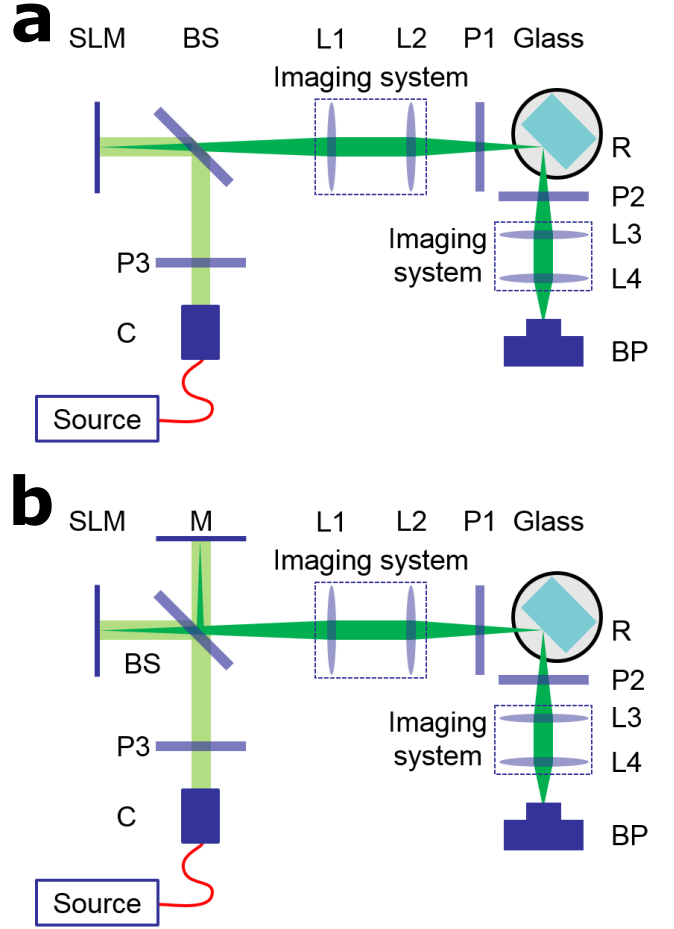 a
SLM BS L1 L2 P1 Glass
Imaging system
R
P2
Imaging
system
L3
L4
P3
C
BP
Source
b
SLM M L1 L2 P1 Glass
Imaging system
R
BS
P2
Imaging
system
L3
L4
P3
C
BP
Source